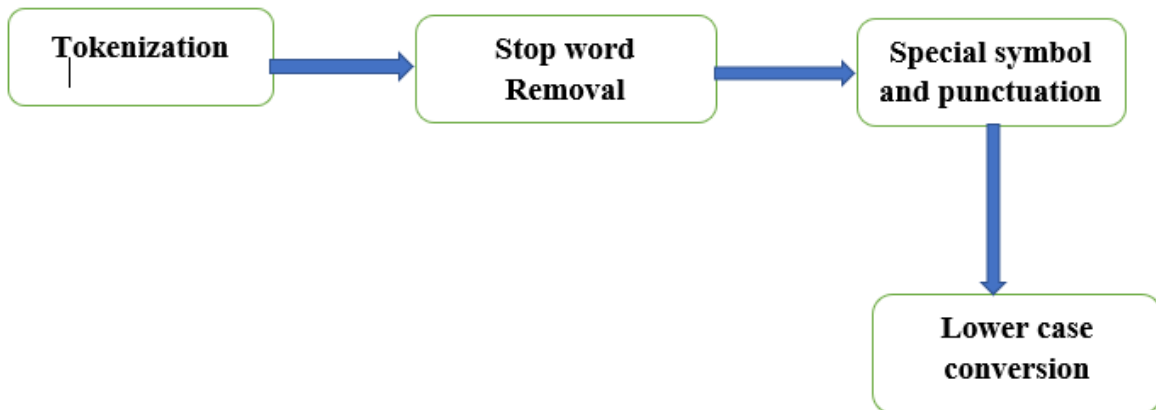 Tokenization
Stop word
Removal
Special symbol
and punctuation
Lower case
conversion